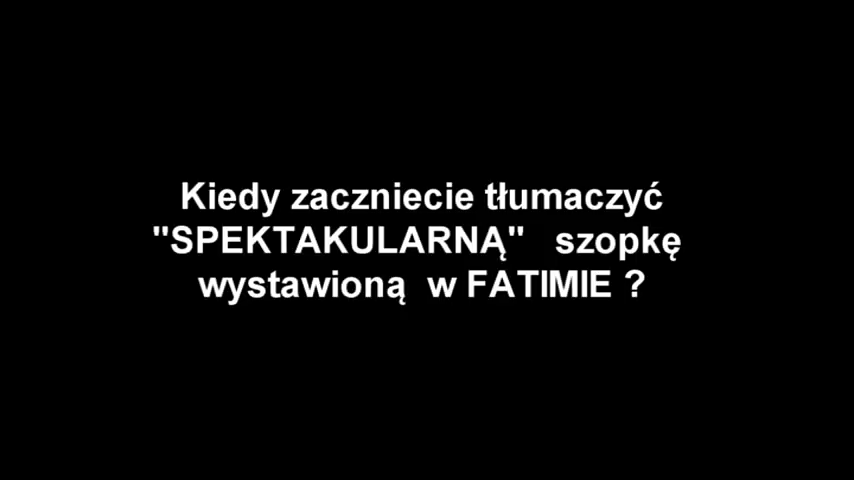 Kiedy zaczniecie tłumaczyć
"SPEKTAKULARNĄ" szopkę
wystawioną w FATIMIE ?